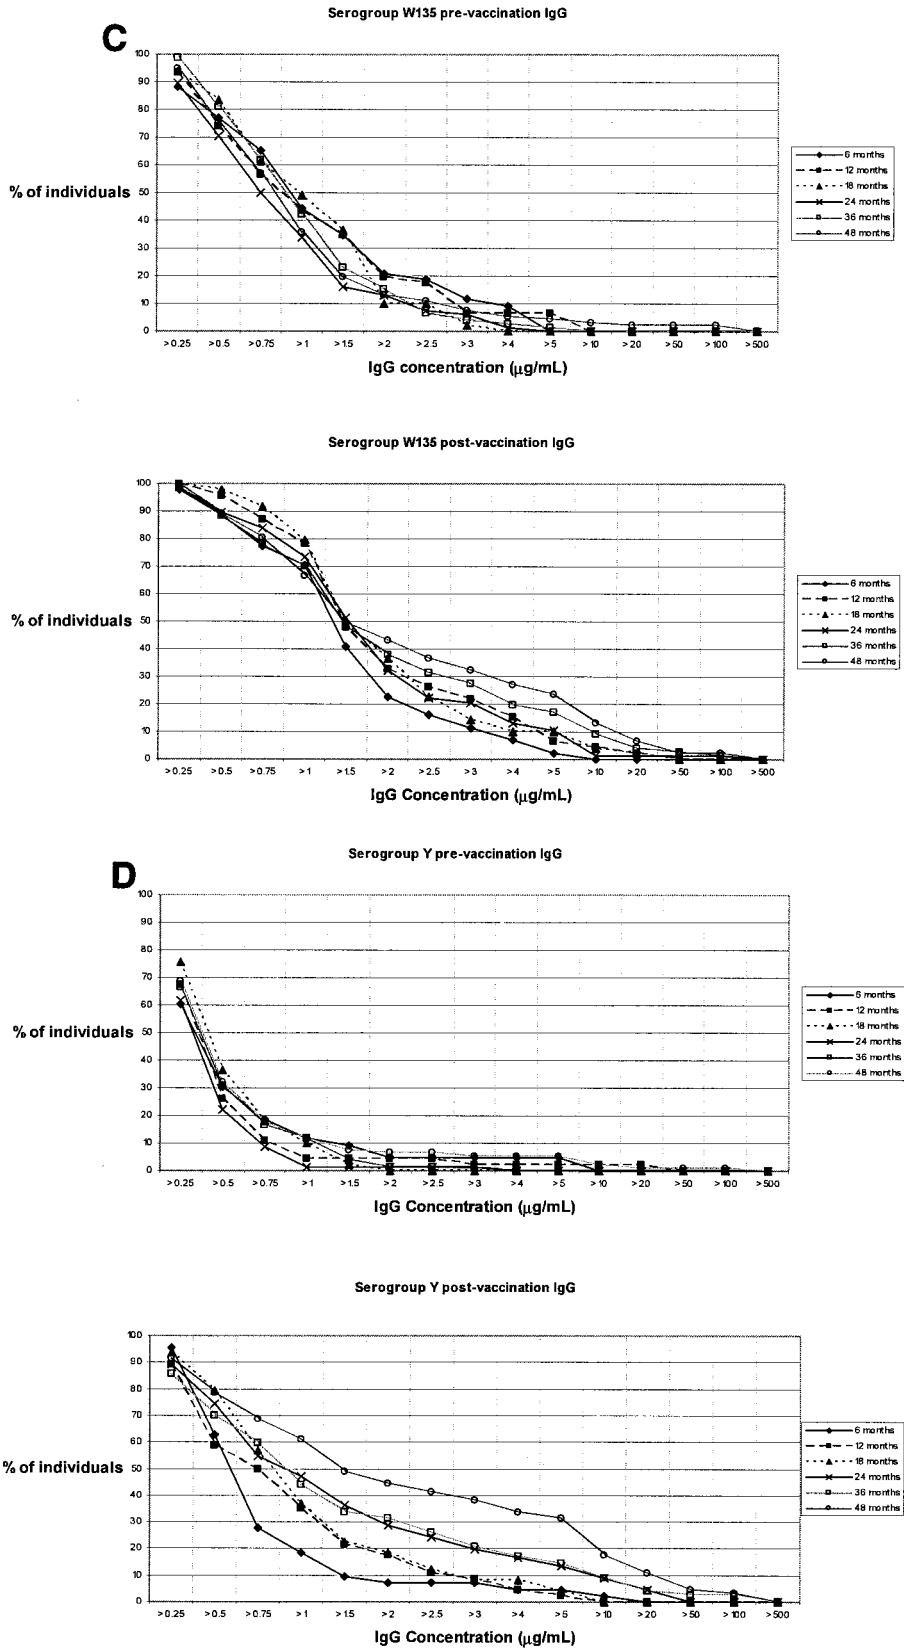 Serogroup W135 pre-vaccination IgG
C
100
90
80
70
60
50
40
30
20
10
0
% of individuals
>0.25 >0.5 >0.75 >1 >1.5 >2 >2.5 >3 >4 >5 >10 >20 >50 >100 >500
IgG concentration (µg/mL)
6 months
12 months
18 months
24 months
36 months
48 months
Serogroup W135 post-vaccination IgG
100
90
80
70
60
50
40
30
20
10
0
% of individuals
>0.25 >0.5 >0.75 >1 >1.5 >2 >2.5 >3 >4 >5 >10 >20 >50 >100 >500
IgG Concentration (µg/mL)
6 months
12 months
18 months
24 months
36 months
48 months
Serogroup Y pre-vaccination IgG
D
100
90
80
70
60
50
40
30
20
10
0
% of individuals
>0.25 >0.5 >0.75 >1 >1.5 >2 >2.5 >3 >4 >5 >10 >20 >50 >100 >500
IgG Concentration (µg/mL)
6 months
12 months
18 months
24 months
36 months
48 months
Serogroup Y post-vaccination IgG
100
90
80
70
60
50
40
30
20
10
0
% of individuals
>0.25 >0.5 >0.75 >1 >1.5 >2 >2.5 >3 >4 >5 >10 >20 >50 >100 >500
IgG Concentration (µg/mL)
6 months
12 months
18 months
24 months
36 months
48 months